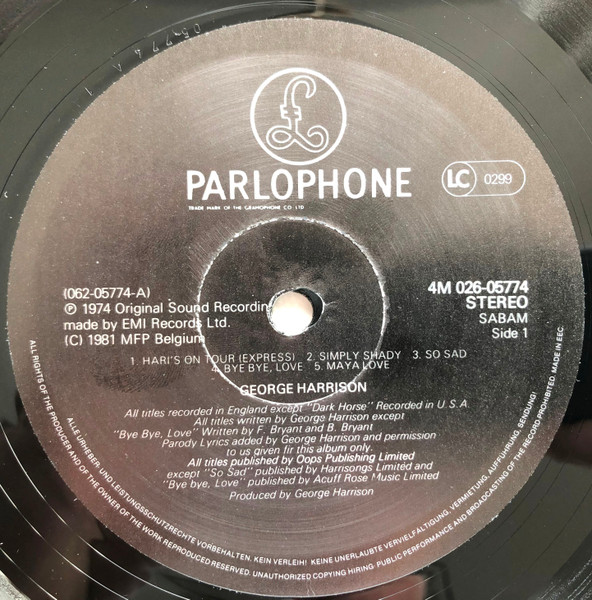 05774 A 1
£
PARLOPHONE
TRADE MARK OF THE GRAMOPHONE CO LTD
LC 0299
(062-05774-A)
℗ 1974 Original Sound Recordin
made by EMI Records Ltd.
(C) 1981 MFP Belgium
4M 026-05774
STEREO
SABAM
Side 1
1. HARI'S ON TOUR (EXPRESS) 2. SIMPLY SHADY 3. SO SAD
4. BYE BYE, LOVE 5. MAYA LOVE
GEORGE HARRISON
All titles recorded in England except "Dark Horse" Recorded in U.S.A
All titles written by George Harrison except
"Bye Bye, Love" Written by F. Bryant and B. Bryant
Parody Lyrics added by George Harrison and permission
to us given fir this album only.
All titles published by Oops Publishing Limited
except "So Sad" published by Harrisongs Limited and
"Bye bye, Love" published by Acuff Rose Music Limited
Produced by George Harrison
ALLE URHEBER- UND LEISTUNGSSCHUTZRECHTE VORBEHALTEN. KEIN VERLEIH! KEINE UNERLAUBTE VERVIELFÄLTIGUNG, VERMIETUNG, AUFFÜHRUNG, SENDUNG!
ALL RIGHTS OF THE PRODUCER AND OF THE OWNER OF THE WORK REPRODUCED RESERVED. UNAUTHORIZED COPYING HIRING PUBLIC PERFORMANCE AND BROADCASTING OF THE RECORD PROHIBITED. MADE IN EEC.